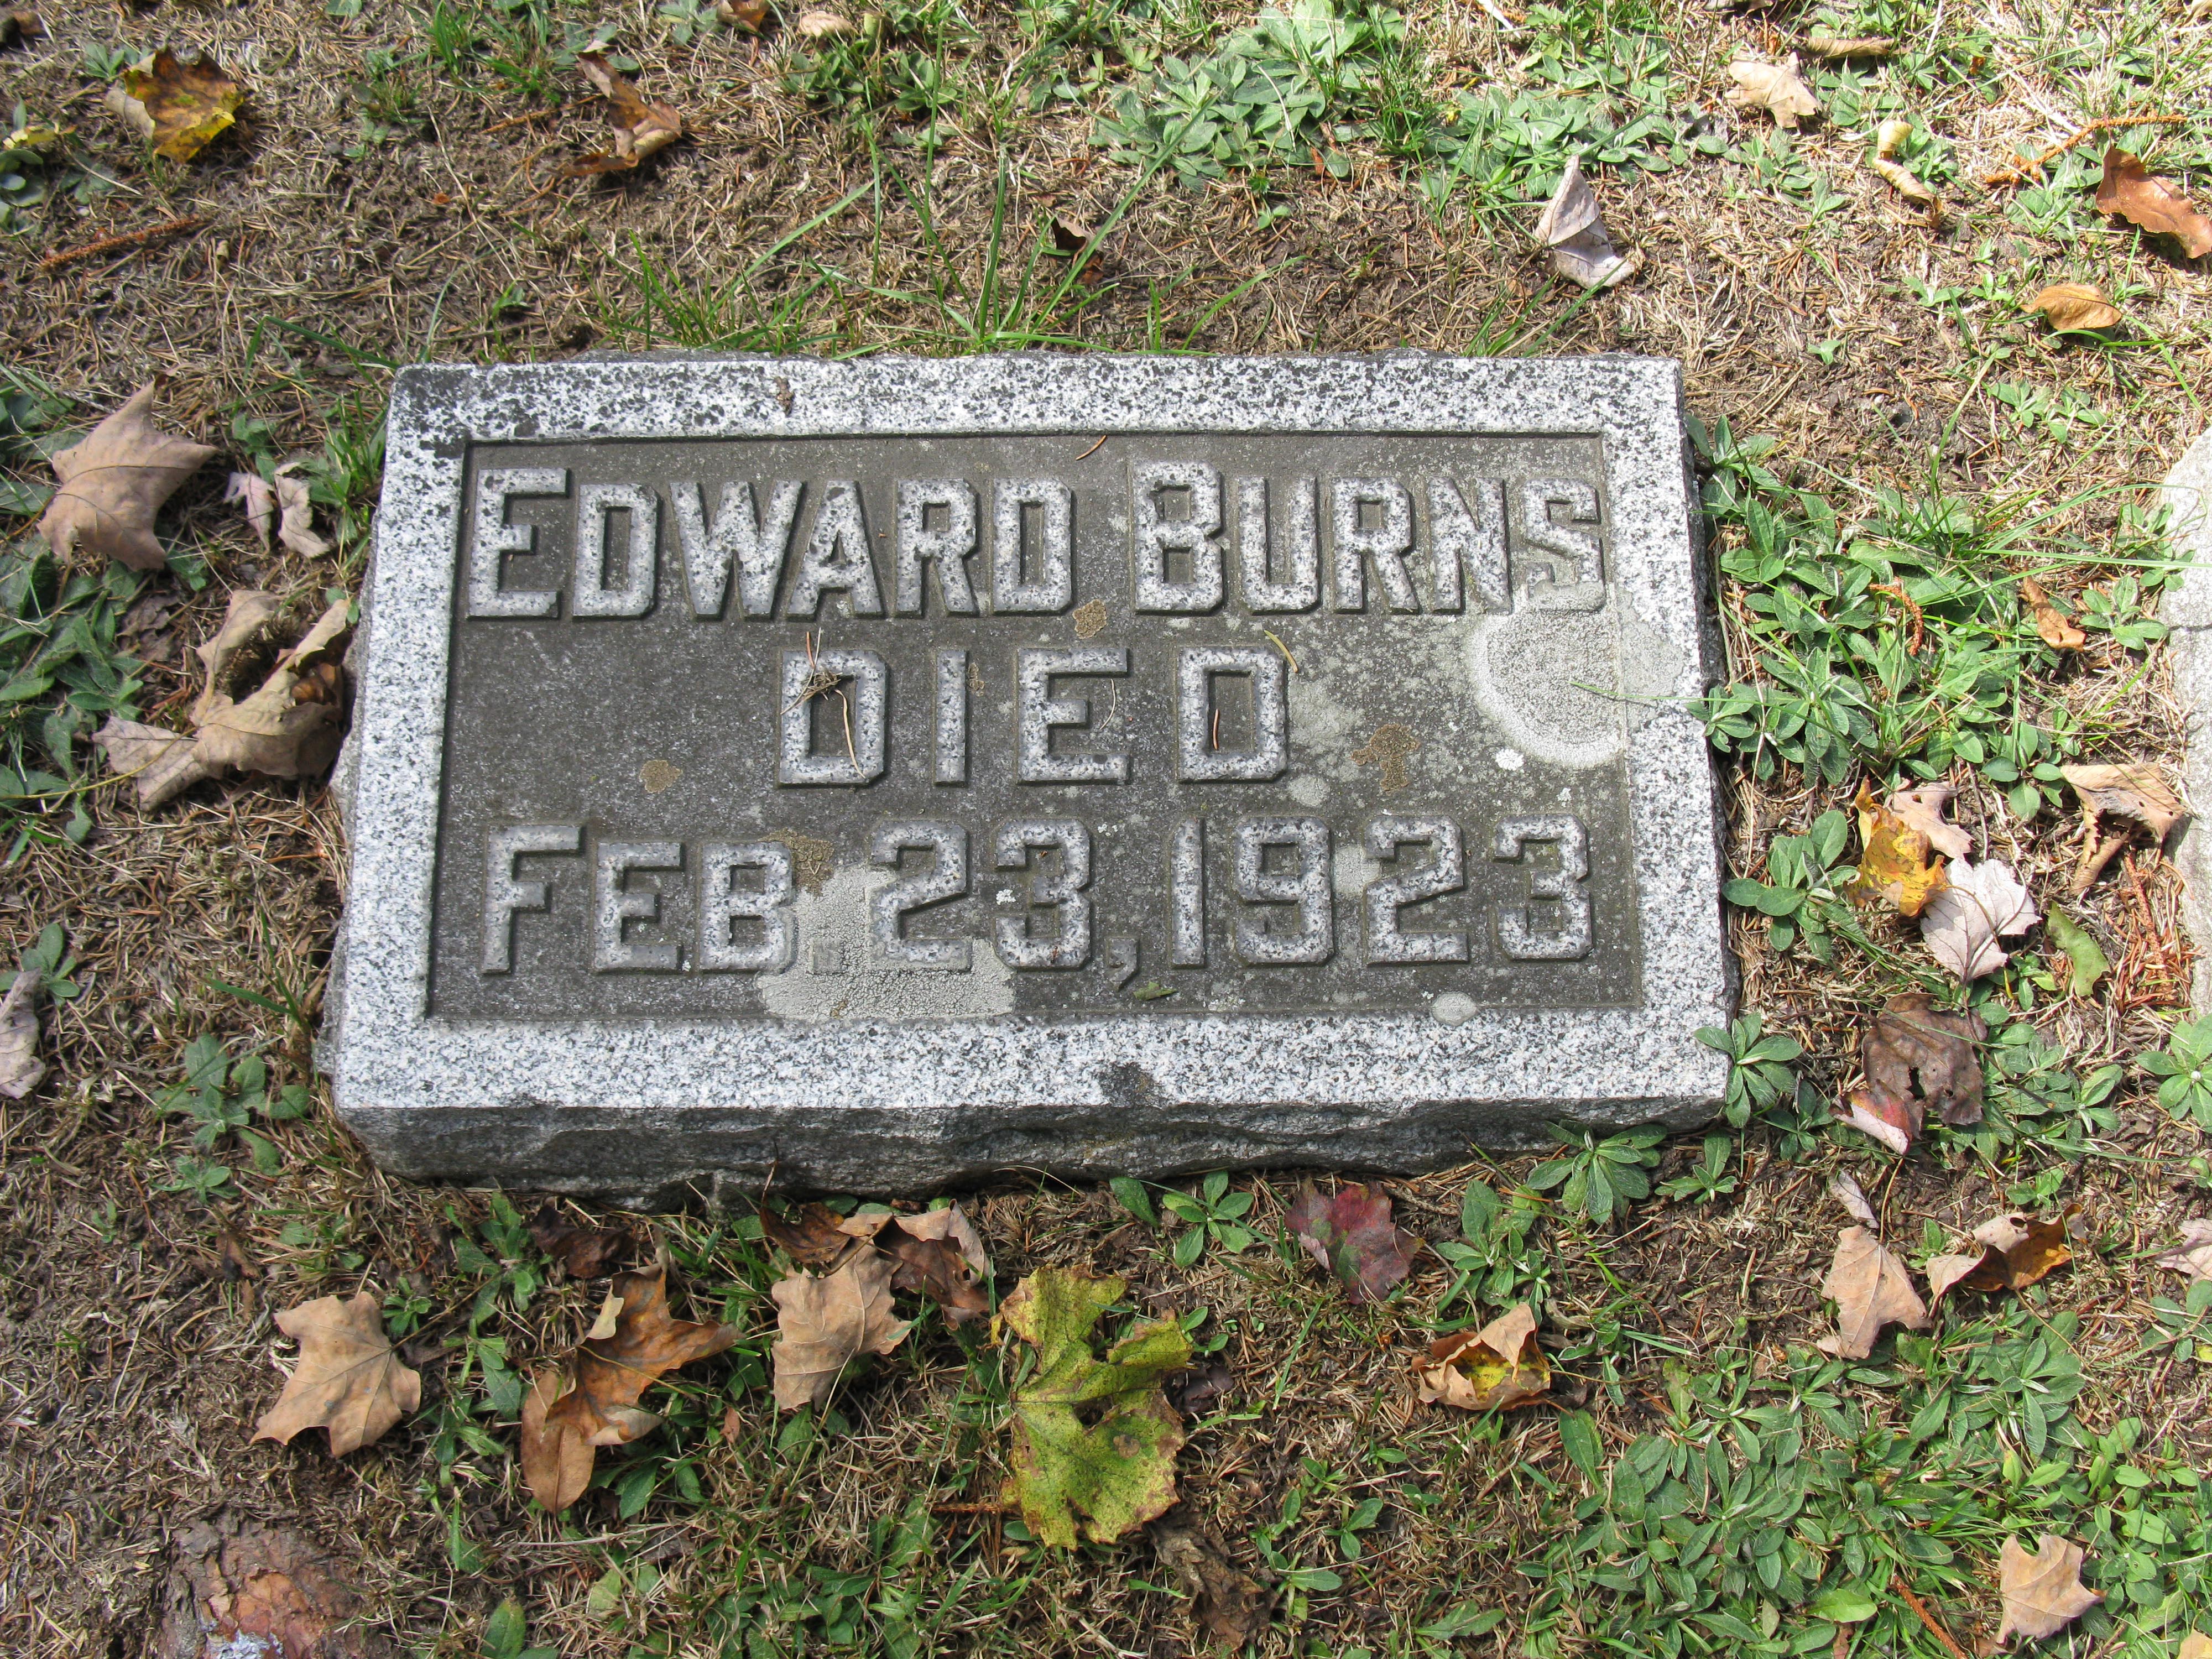 EDWARD BURNS
DIED
FEB. 23, 1923